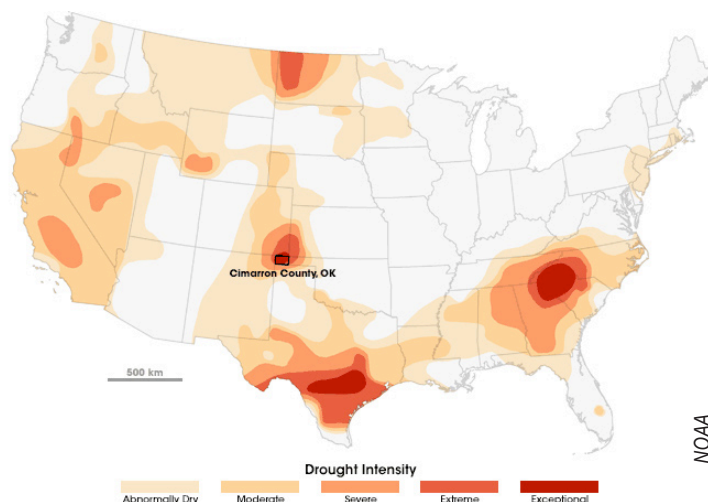 Cimarron County, OK
500 km
NOAA
Drought Intensity
Abnormally Dry Moderate Severe Extreme Exceptional